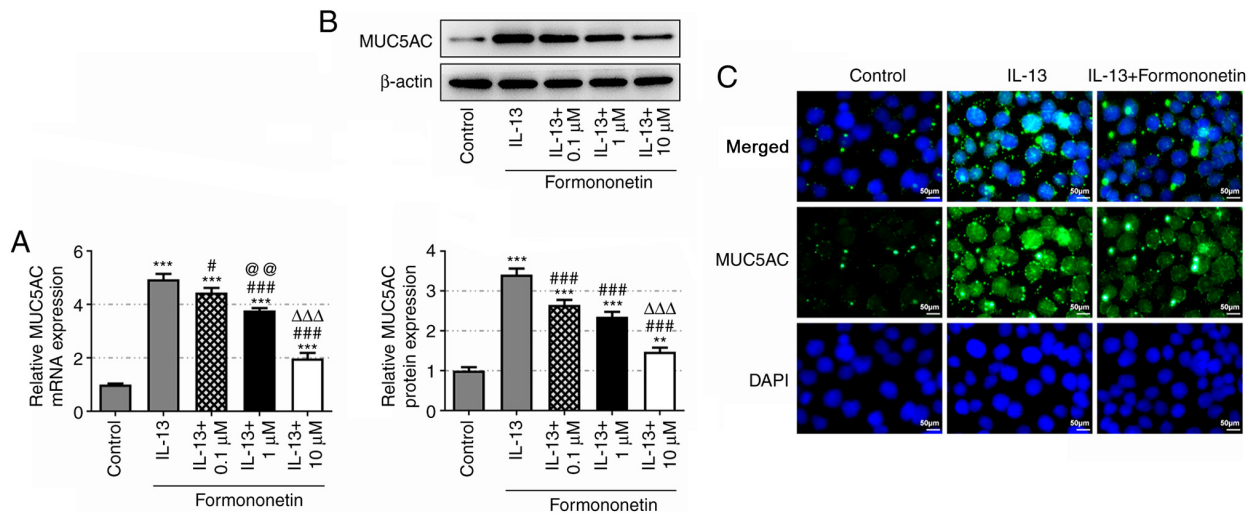 B
MUC5AC
β-actin
Control
IL-13
IL-13+
0.1 μM
IL-13+
1 μM
IL-13+
10 μM
Formononetin
A
Relative MUC5AC
mRNA expression
6
4
2
0
***
#
***
@ @
###
***
ΔΔΔ
###
***
Control
IL-13
IL-13+
0.1 μM
IL-13+
1 μM
IL-13+
10 μM
Formononetin
Relative MUC5AC
protein expression
4
3
2
1
0
***
###
***
###
***
ΔΔΔ
###
**
Control
IL-13
IL-13+
0.1 μM
IL-13+
1 μM
IL-13+
10 μM
Formononetin
C
Control IL-13 IL-13+Formononetin
Merged
50μm 50μm 50μm
MUC5AC
50μm 50μm 50μm
DAPI
50μm 50μm 50μm